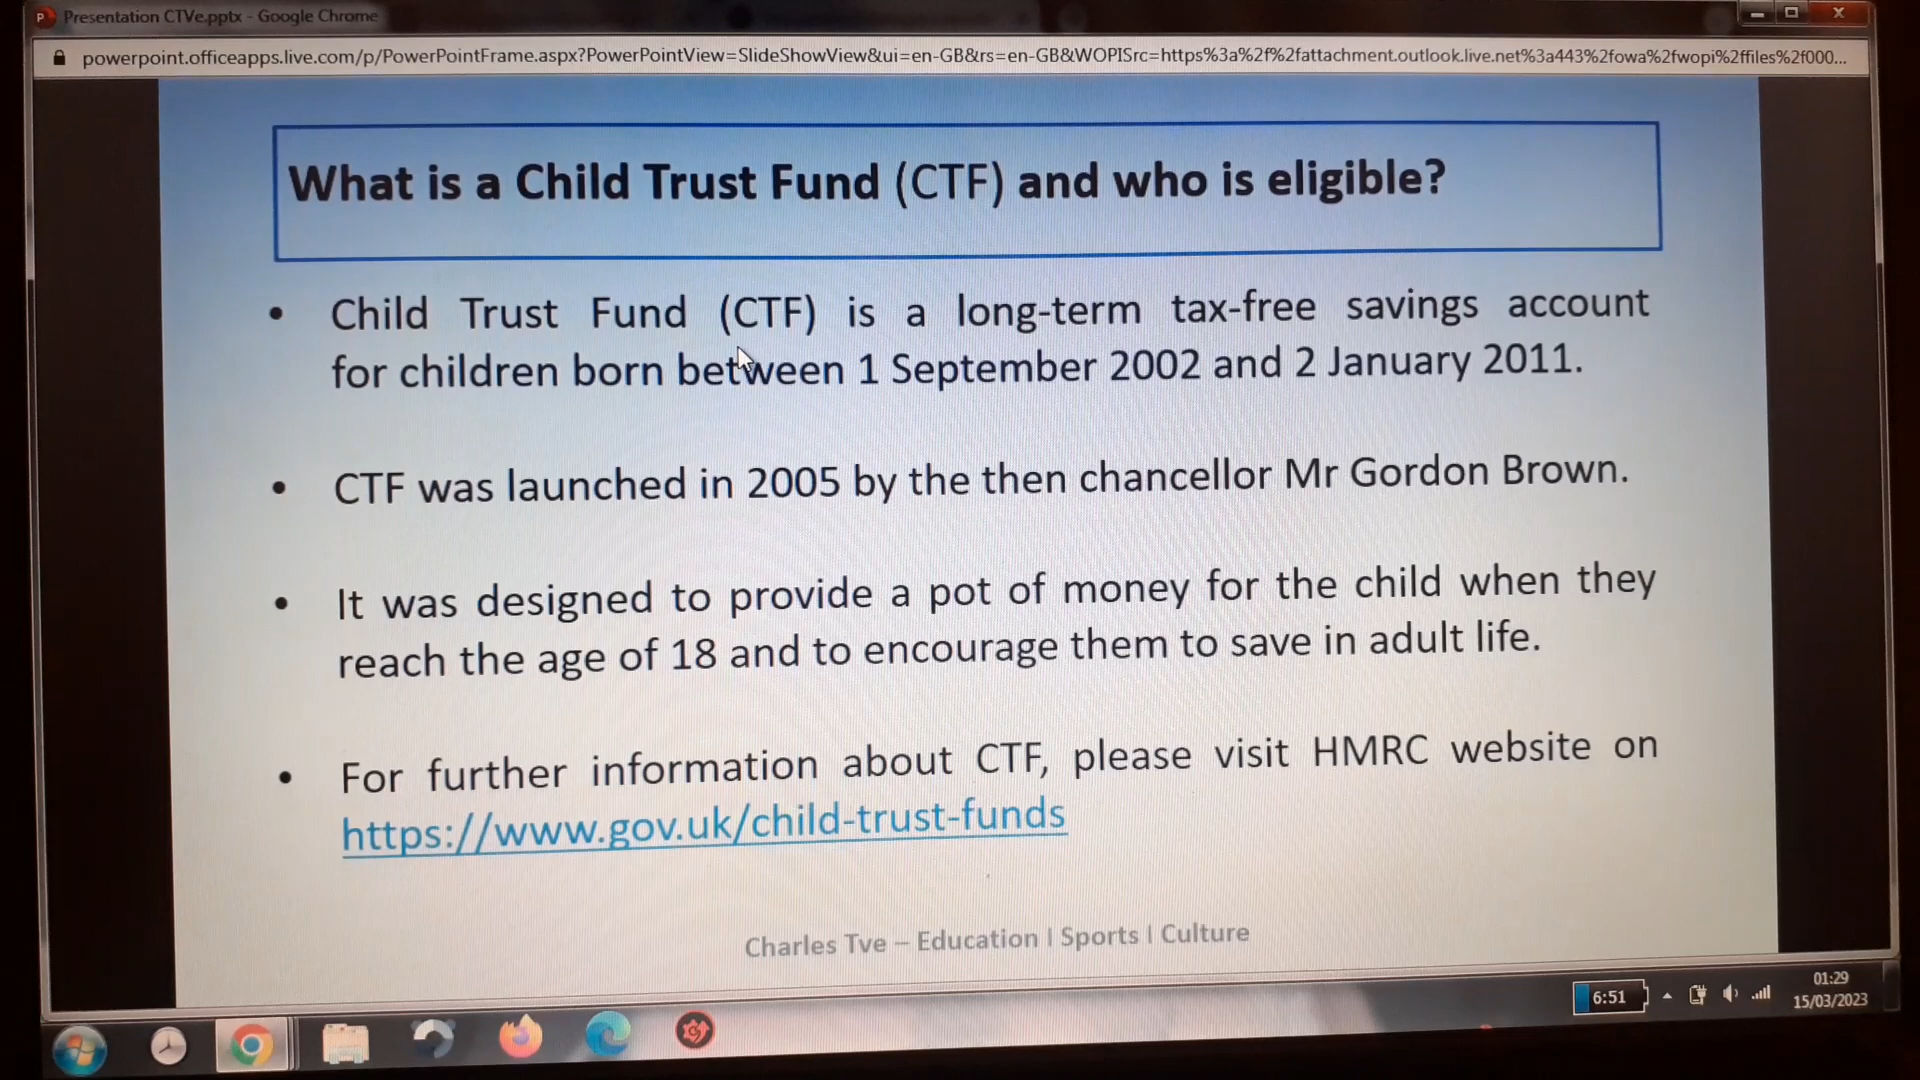 Presentation CTVe.pptx - Google Chrome
powerpoint.officeapps.live.com/p/PowerPointFrame.aspx?PowerPointView=SlideShowView&ui=en-GB&rs=en-GB&WOPISrc=https%3a%2f%2fattachment.outlook.live.net%3a443%2fowa%2fwopi%2ffiles%2f000...
What is a Child Trust Fund (CTF) and who is eligible?
• Child Trust Fund (CTF) is a long-term tax-free savings account
for children born between 1 September 2002 and 2 January 2011.
• CTF was launched in 2005 by the then chancellor Mr Gordon Brown.
• It was designed to provide a pot of money for the child when they
reach the age of 18 and to encourage them to save in adult life.
• For further information about CTF, please visit HMRC website on
https://www.gov.uk/child-trust-funds
Charles Tve – Education I Sports I Culture
6:51
01:29
15/03/2023